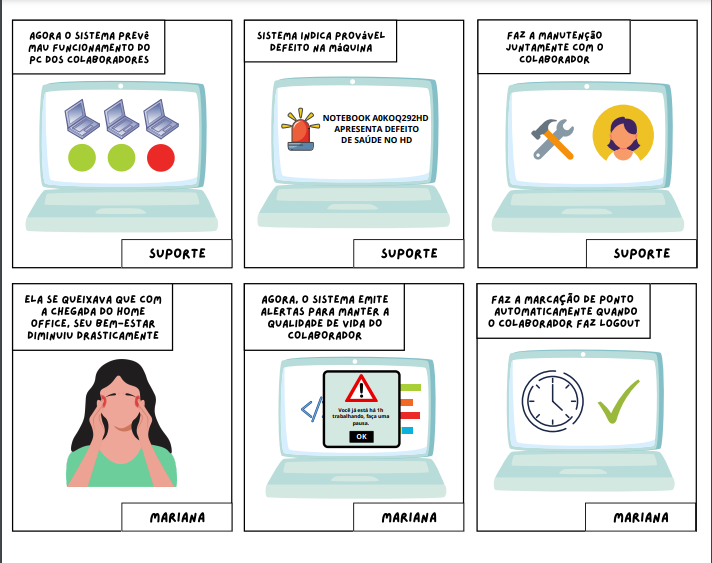 AGORA O SISTEMA PREVÊ
MAU FUNCIONAMENTO DO
PC DOS COLABORADORES
SUPORTE
SISTEMA INDICA PROVÁVEL
DEFEITO NA MÁQUINA
NOTEBOOK A0KOQ292HD
APRESENTA DEFEITO
DE SAÚDE NO HD
SUPORTE
FAZ A MANUTENÇÃO
JUNTAMENTE COM O
COLABORADOR
SUPORTE
ELA SE QUEIXAVA QUE COM
A CHEGADA DO HOME
OFFICE, SEU BEM-ESTAR
DIMINUIU DRASTICAMENTE
MARIANA
AGORA, O SISTEMA EMITE
ALERTAS PARA MANTER A
QUALIDADE DE VIDA DO
COLABORADOR
</
Você já está há 1h
trabalhando, faça uma
pausa.
OK
MARIANA
FAZ A MARCAÇÃO DE PONTO
AUTOMATICAMENTE QUANDO
O COLABORADOR FAZ LOGOUT
MARIANA